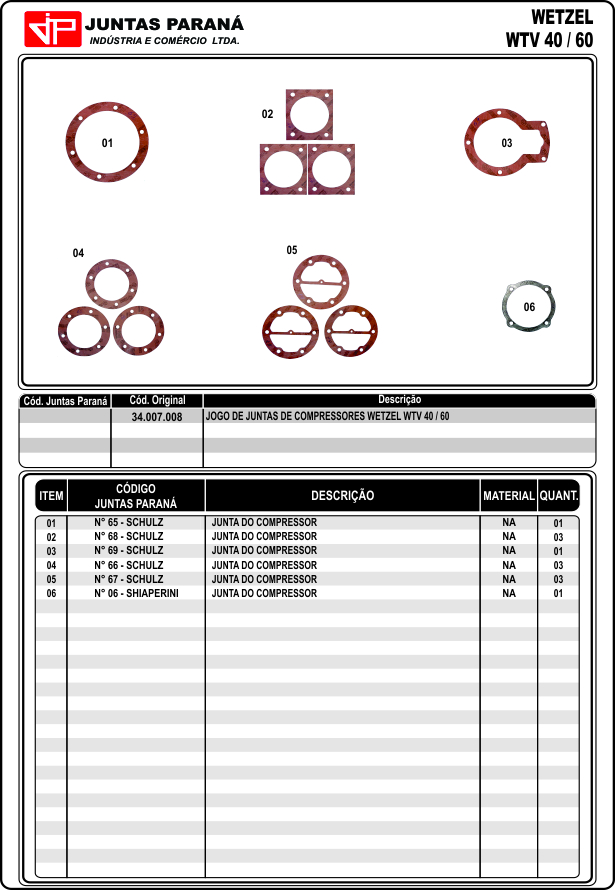 JP JUNTAS PARANÁ
INDÚSTRIA E COMÉRCIO LTDA.
WETZEL
WTV 40 / 60
01
02
03
04
05
06
Cód. Juntas Paraná Cód. Original Descrição
34.007.008 JOGO DE JUNTAS DE COMPRESSORES WETZEL WTV 40 / 60
ITEM CÓDIGO JUNTAS PARANÁ DESCRIÇÃO MATERIAL QUANT.
01 N° 65 - SCHULZ JUNTA DO COMPRESSOR NA 01
02 N° 68 - SCHULZ JUNTA DO COMPRESSOR NA 03
03 N° 69 - SCHULZ JUNTA DO COMPRESSOR NA 01
04 N° 66 - SCHULZ JUNTA DO COMPRESSOR NA 03
05 N° 67 - SCHULZ JUNTA DO COMPRESSOR NA 03
06 N° 06 - SHIAPERINI JUNTA DO COMPRESSOR NA 01